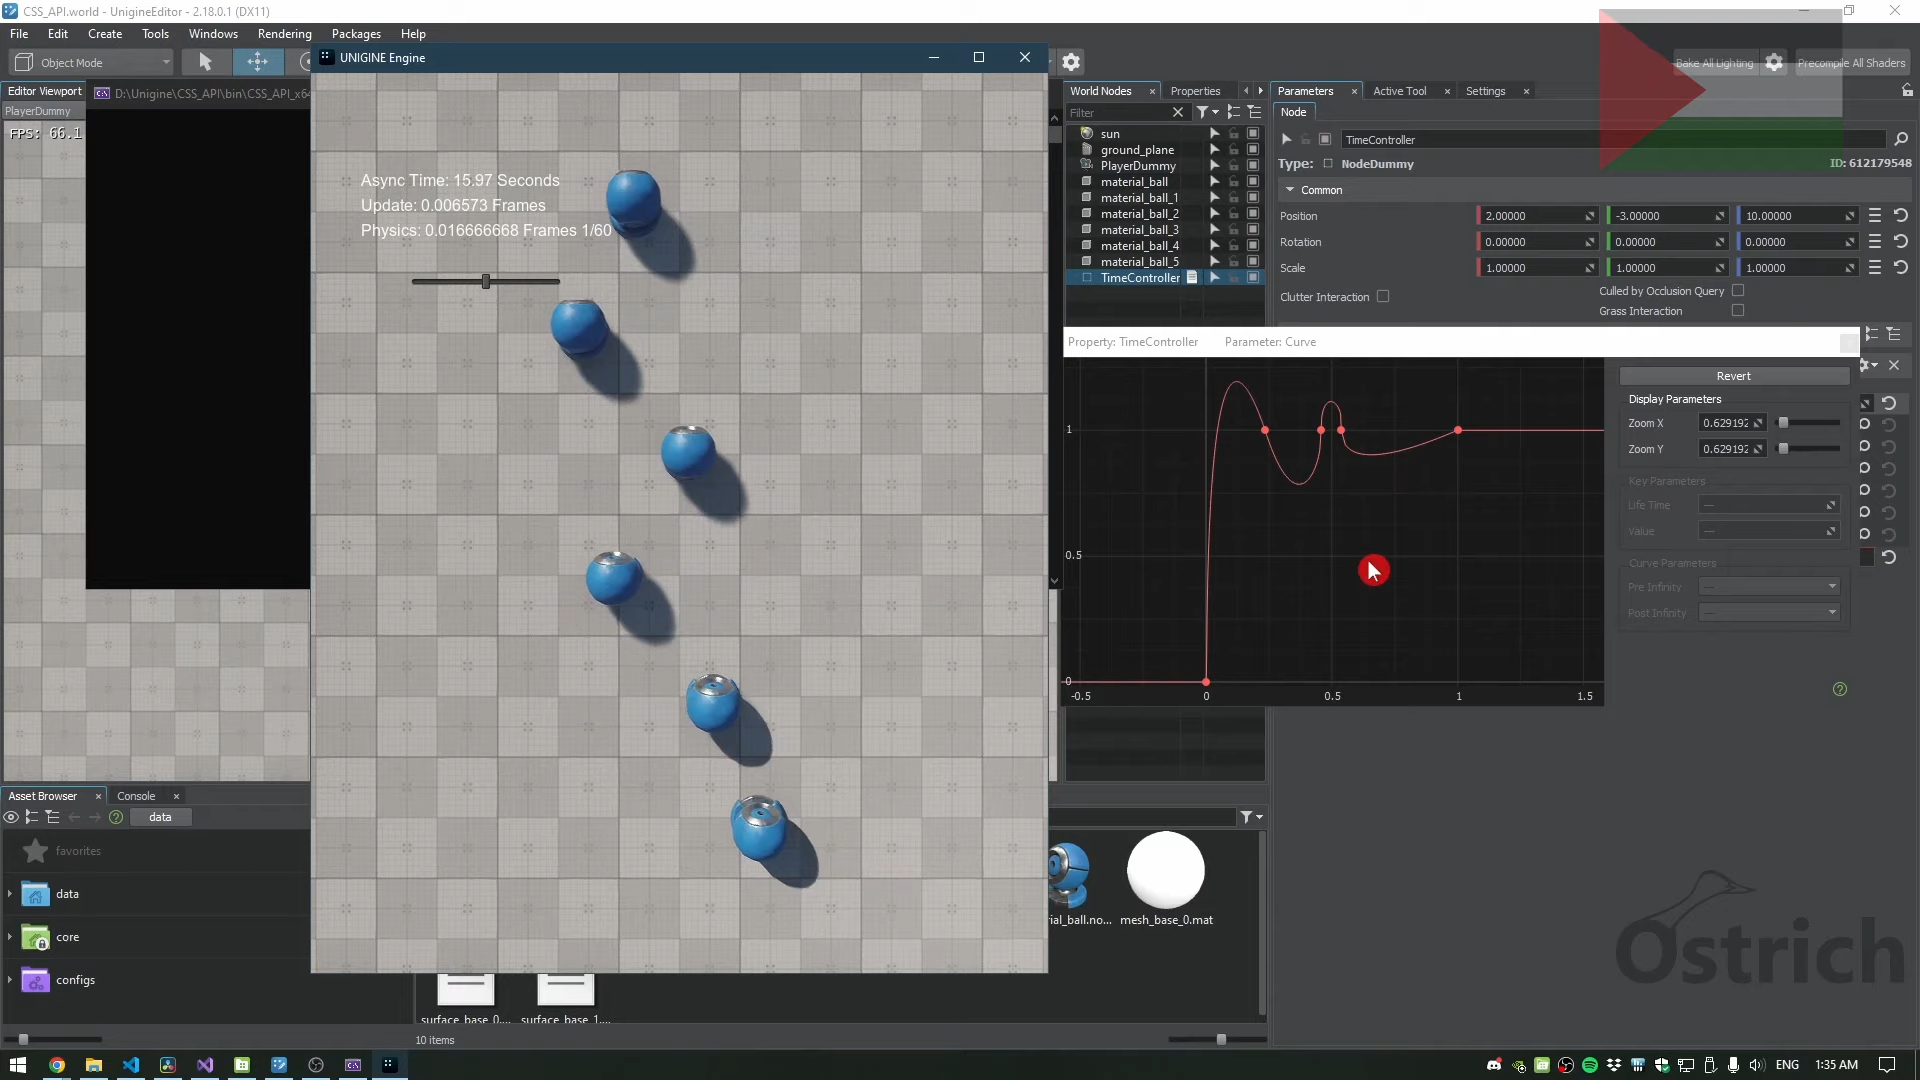 CSS_API.world - UnigineEditor - 2.18.0.1 (DX11)
File Edit Create Tools Windows Rendering Packages Help
Object Mode
Bake All Lighting
Precompile All Shaders
UNIGINE Engine
Editor Viewport
D:\Unigine\CSS_API\bin\CSS_API_x64
PlayerDummy
FPS: 66.1
Async Time: 15.97 Seconds
Update: 0.006573 Frames
Physics: 0.016666668 Frames 1/60
World Nodes
Properties
Filter
sun
ground_plane
PlayerDummy
material_ball
material_ball_1
material_ball_2
material_ball_3
material_ball_4
material_ball_5
TimeController
Parameters
Active Tool
Settings
Node
TimeController
Type: NodeDummy
ID: 612179548
Common
Position 2.00000 -3.00000 10.00000
Rotation 0.00000 0.00000 0.00000
Scale 1.00000 1.00000 1.00000
Clutter Interaction
Culled by Occlusion Query
Grass Interaction
Property: TimeController Parameter: Curve
1
0.5
0
-0.5 0 0.5 1 1.5
Revert
Display Parameters
Zoom X 0.629192
Zoom Y 0.629192
Key Parameters
Life Time —
Value —
Curve Parameters
Pre Infinity —
Post Infinity —
Asset Browser
Console
data
favorites
data
core
configs
surface_base_0....
surface_base_1....
rial_ball.no...
mesh_base_0.mat
10 items
Ostrich
ENG
1:35 AM